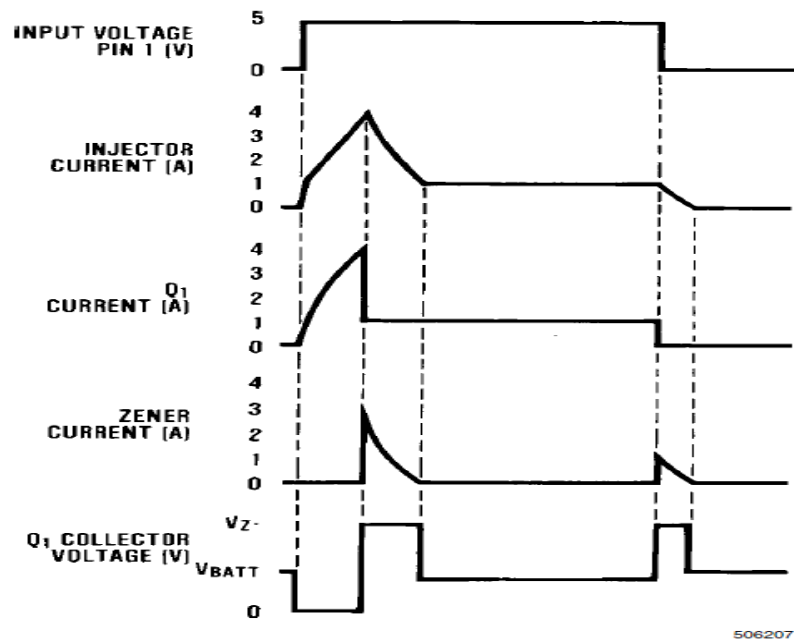 INPUT VOLTAGE
PIN 1 (V)
5
0
INJECTOR
CURRENT (A)
4
3
2
1
0
Q1
CURRENT (A)
4
3
2
1
0
ZENER
CURRENT (A)
4
3
2
1
0
Q1 COLLECTOR
VOLTAGE (V)
VZ-
VBATT
0
506207